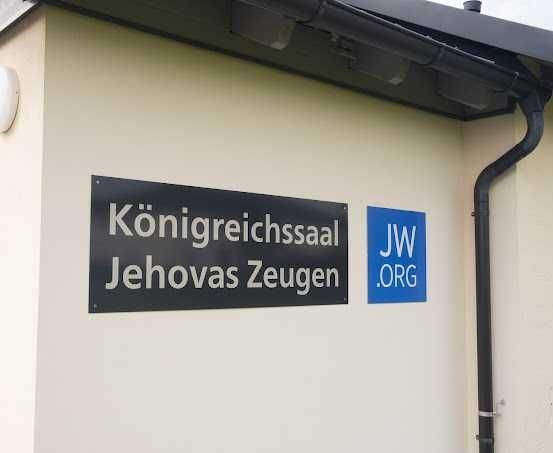 Königreichssaal
Jehovas Zeugen
JW
.ORG